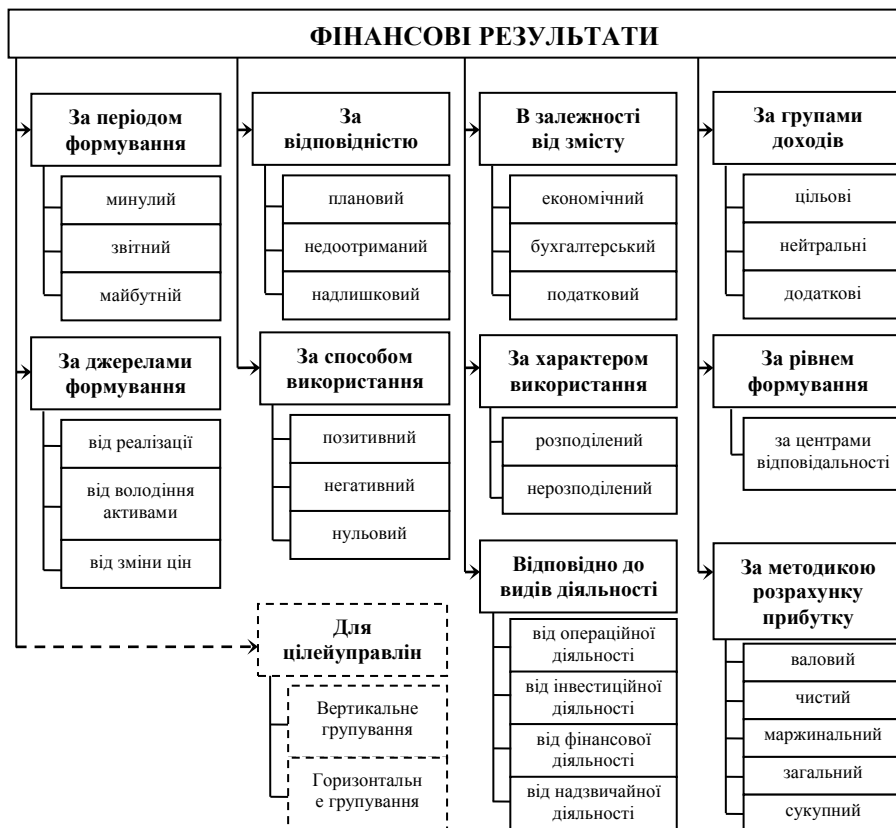 ФІНАНСОВІ РЕЗУЛЬТАТИ
За періодом
формування
минулий
звітний
майбутній
За джерелами
формування
від реалізації
від володіння
активами
від зміни цін
За
відповідністю
плановий
недоотриманий
надлишковий
За способом
використання
позитивний
негативний
нульовий
Для
цілейуправлін
Вертикальне
групування
Горизонтальн
е групування
В залежності
від змісту
економічний
бухгалтерський
податковий
За характером
використання
розподілений
нерозподілений
Відповідно до
видів діяльності
від операційної
діяльності
від інвестиційної
діяльності
від фінансової
діяльності
від надзвичайної
діяльності
За групами
доходів
цільові
нейтральні
додаткові
За рівнем
формування
за центрами
відповідальності
За методикою
розрахунку
прибутку
валовий
чистий
маржинальний
загальний
сукупний